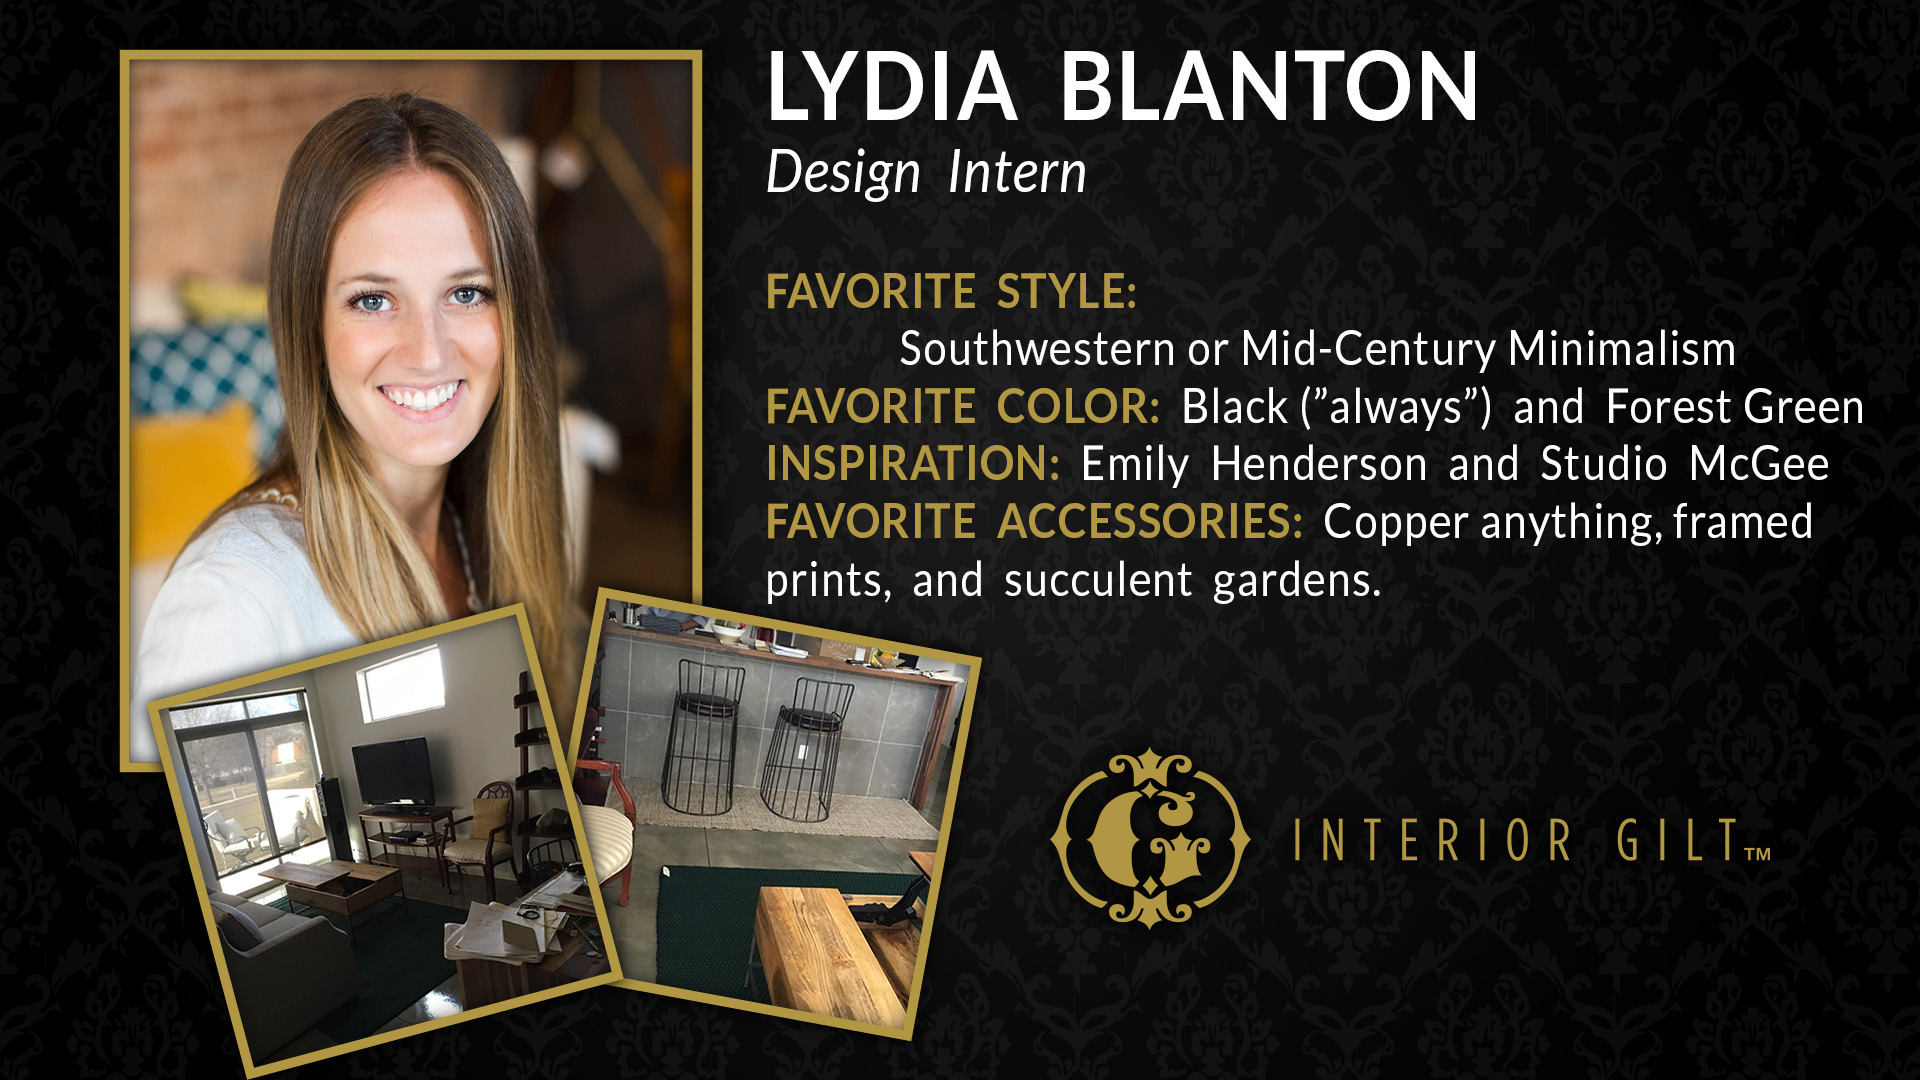 LYDIA BLANTON
Design Intern
FAVORITE STYLE:
Southwestern or Mid-Century Minimalism
FAVORITE COLOR: Black (”always”) and Forest Green
INSPIRATION: Emily Henderson and Studio McGee
FAVORITE ACCESSORIES: Copper anything, framed
prints, and succulent gardens.
G
INTERIOR GILT™